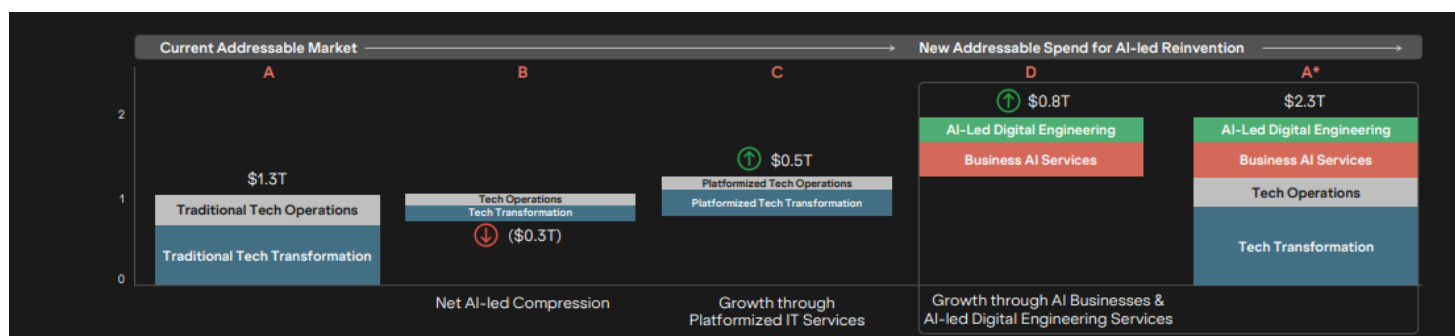 Current Addressable Market
New Addressable Spend for AI-led Reinvention
A
B
C
D
A*
2
1
0
$1.3T
Traditional Tech Operations
Traditional Tech Transformation
Tech Operations
Tech Transformation
($0.3T)
$0.5T
Platformized Tech Operations
Platformized Tech Transformation
$0.8T
AI-Led Digital Engineering
Business AI Services
$2.3T
AI-Led Digital Engineering
Business AI Services
Tech Operations
Tech Transformation
Net AI-led Compression
Growth through
Platformized IT Services
Growth through AI Businesses &
AI-led Digital Engineering Services